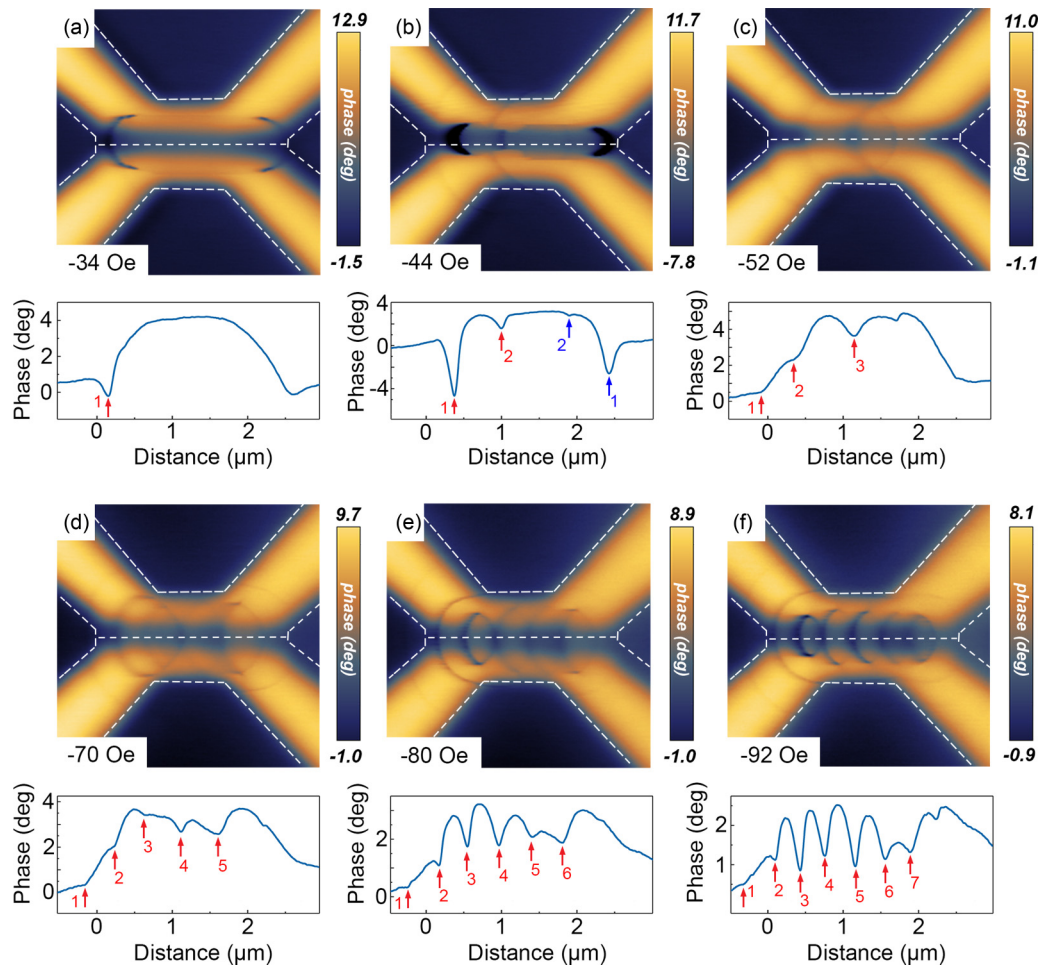 (a)
12.9
phase (deg)
-1.5
-34 Oe
(b)
11.7
phase (deg)
-7.8
-44 Oe
(c)
11.0
phase (deg)
-1.1
-52 Oe
Phase (deg)
4
2
0
1
0 1 2
Distance (μm)
Phase (deg)
4
0
-4
1
2
2
1
0 1 2
Distance (μm)
Phase (deg)
4
2
0
1
2
3
0 1 2
Distance (μm)
(d)
9.7
phase (deg)
-1.0
-70 Oe
(e)
8.9
phase (deg)
-1.0
-80 Oe
(f)
8.1
phase (deg)
-0.9
-92 Oe
Phase (deg)
4
2
0
1
2
3
4
5
0 1 2
Distance (μm)
Phase (deg)
2
0
1
2
3
4
5
6
0 1 2
Distance (μm)
Phase (deg)
2
1
1
2
3
4
5
6
7
0 1 2
Distance (μm)